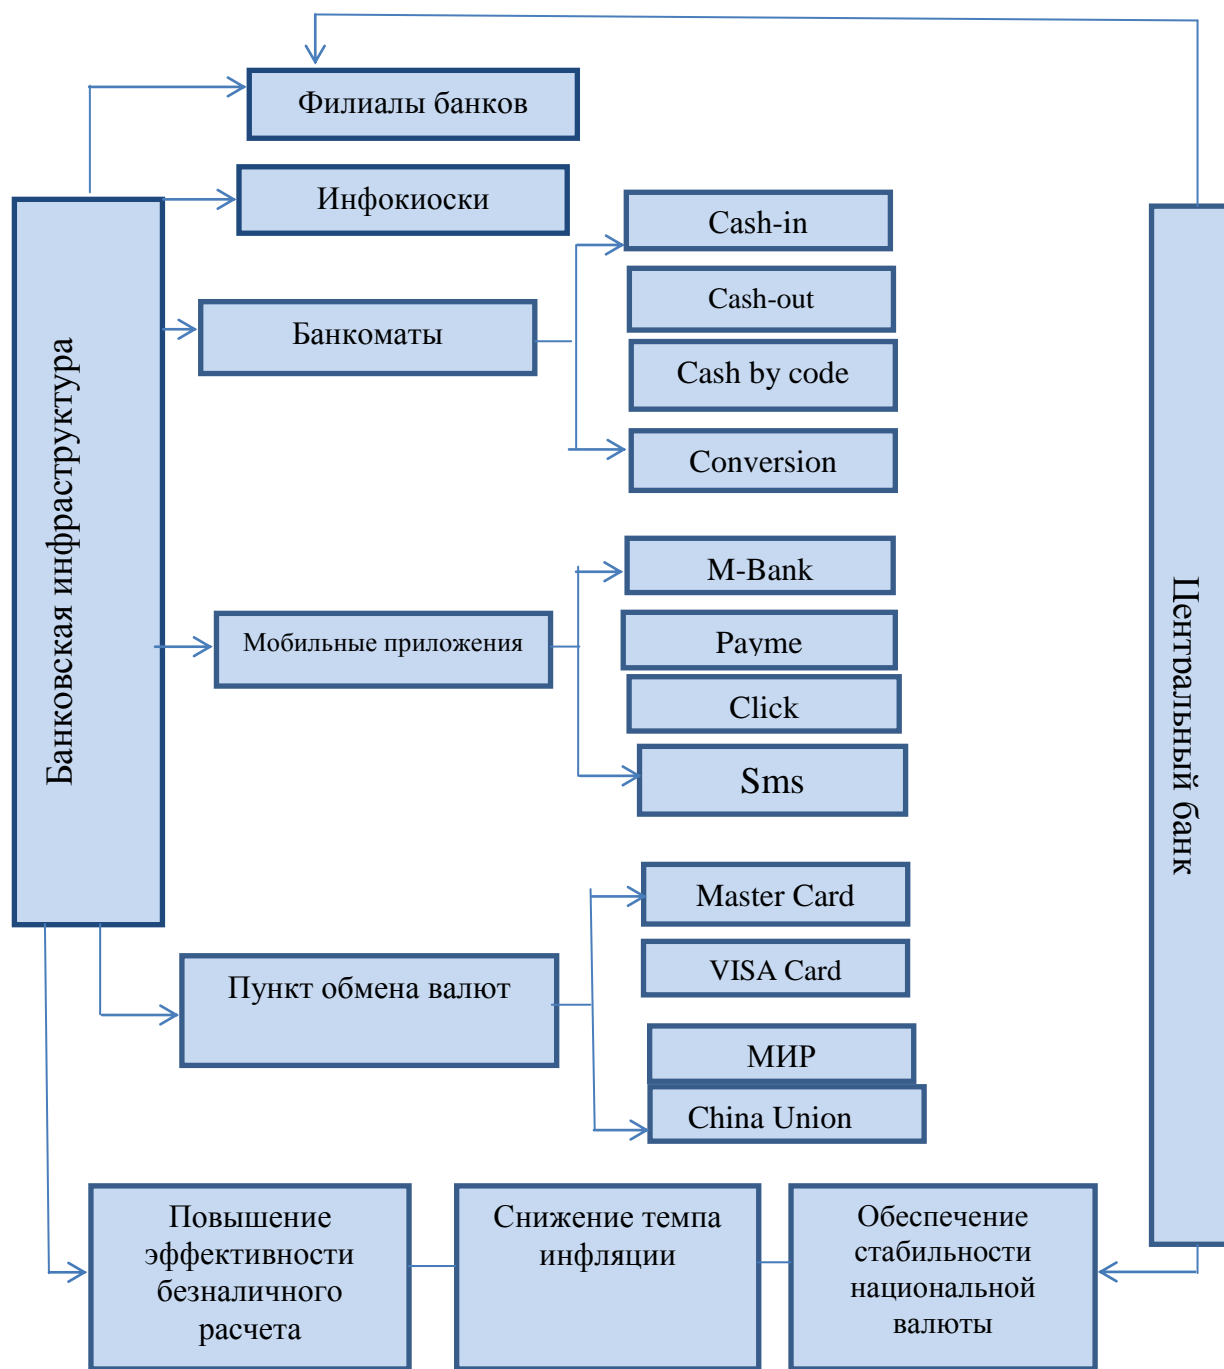 Филиалы банков
Инфокиоски
Банкоматы
Cash-in
Cash-out
Cash by code
Conversion
Банковская инфраструктура
Мобильные приложения
M-Bank
Payme
Click
Sms
Центральный банк
Пункт обмена валют
Master Card
VISA Card
МИР
China Union
Повышение
эффективности
безналичного
расчета
Снижение темпа
инфляции
Обеспечение
стабильности
национальной
валюты